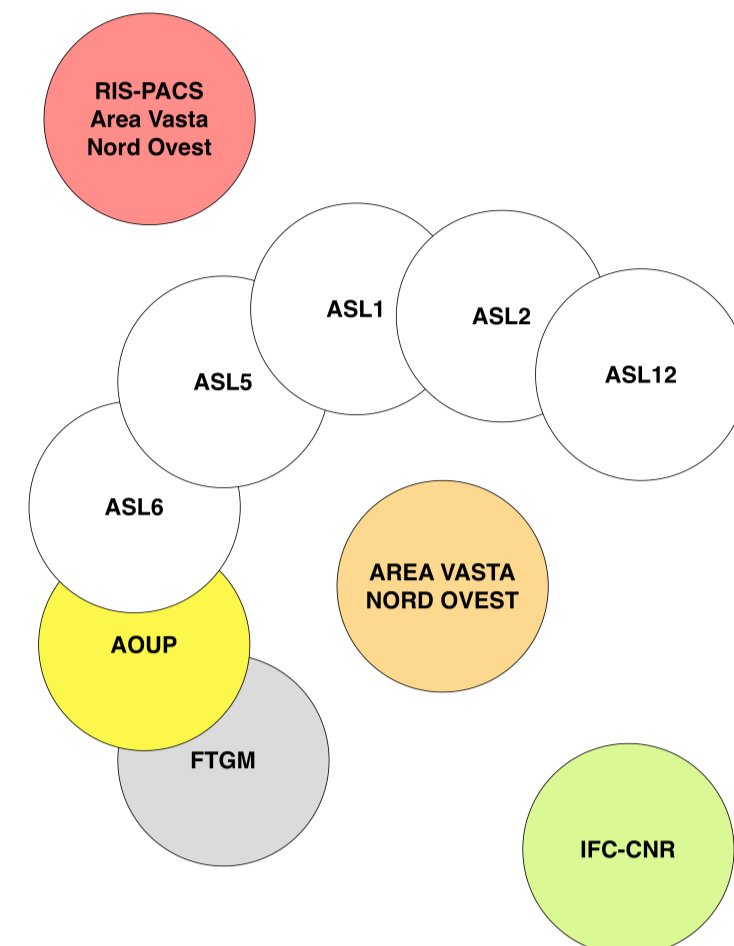 RIS-PACS
Area Vasta
Nord Ovest
ASL1
ASL2
ASL12
ASL5
ASL6
AREA VASTA
NORD OVEST
AOUP
FTGM
IFC-CNR